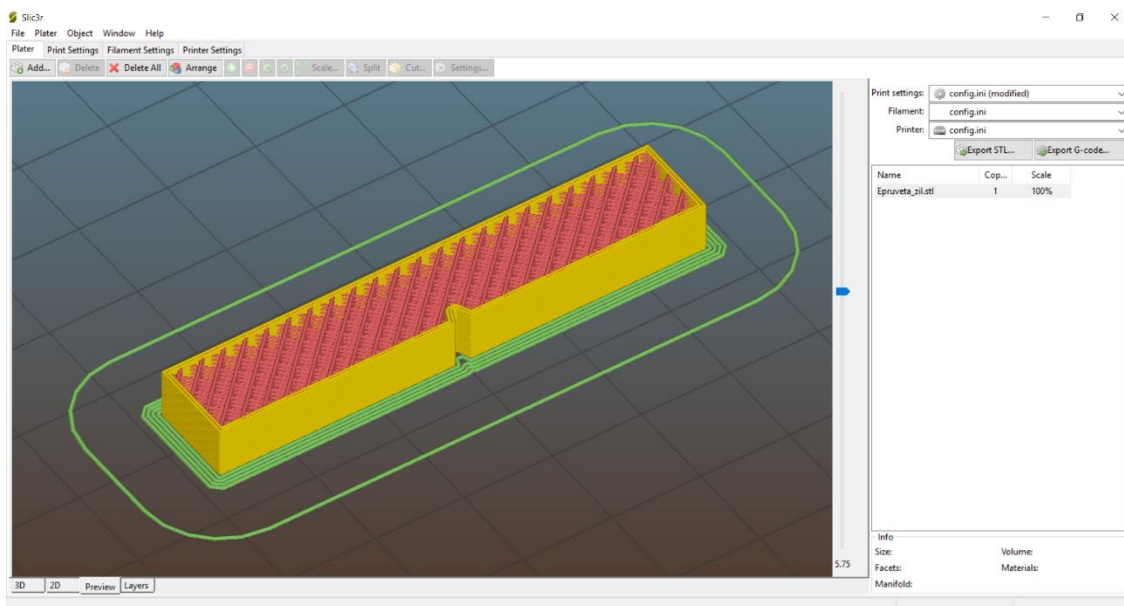 Slic3r
File Plater Object Window Help
Plater Print Settings Filament Settings Printer Settings
Add... Delete Delete All Arrange Scale... Split Cut... Settings...
Print settings: config.ini (modified)
Filament: config.ini
Printer: config.ini
Export STL... Export G-code...
Name Cop... Scale
Epruveta_zil.stl 1 100%
Info
Size: Volume:
5.75
Facets: Materials:
Manifold:
3D 2D Preview Layers